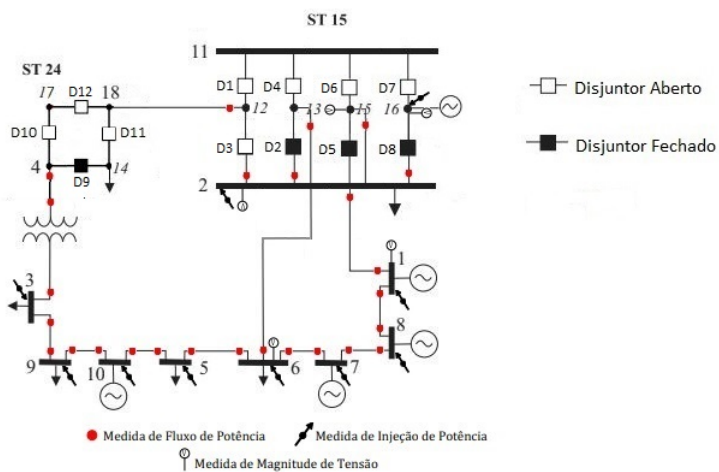 ST 15
11
ST 24
17 D12 18
D1 D4 D6 D7
12 13 15 16
D10 D11
D3 D2 D5 D8
4 D9 14
2
3
1
8
9 10 5 6 7
Disjuntor Aberto
Disjuntor Fechado
Medida de Fluxo de Potência
Medida de Injeção de Potência
Medida de Magnitude de Tensão